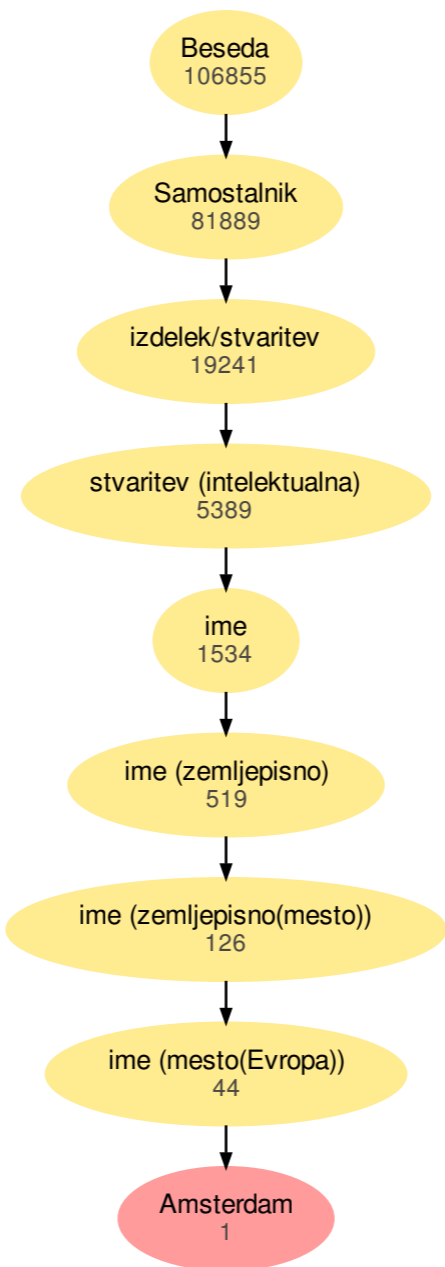 Beseda
106855
Samostalnik
81889
izdelek/stvaritev
19241
stvaritev (intelektualna)
5389
ime
1534
ime (zemljepisno)
519
ime (zemljepisno(mesto))
126
ime (mesto(Evropa))
44
Amsterdam
1